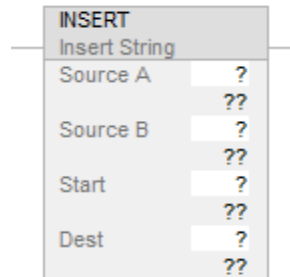 INSERT
Insert String
Source A ?
??
Source B ?
??
Start ?
??
Dest ?
??